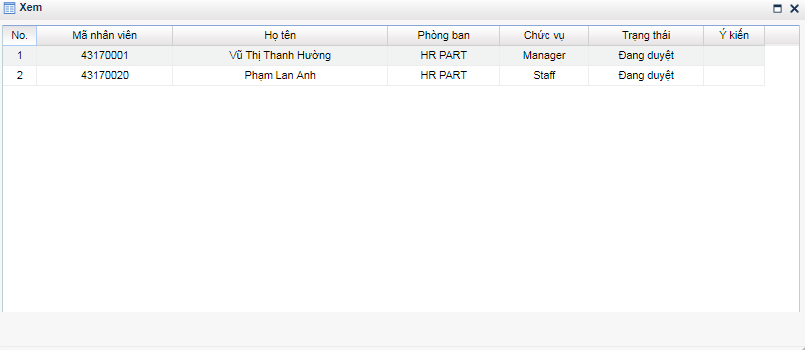 Xem
No. Mã nhân viên Họ tên Phòng ban Chức vụ Trạng thái Ý kiến
1 43170001 Vũ Thị Thanh Hường HR PART Manager Đang duyệt
2 43170020 Phạm Lan Anh HR PART Staff Đang duyệt